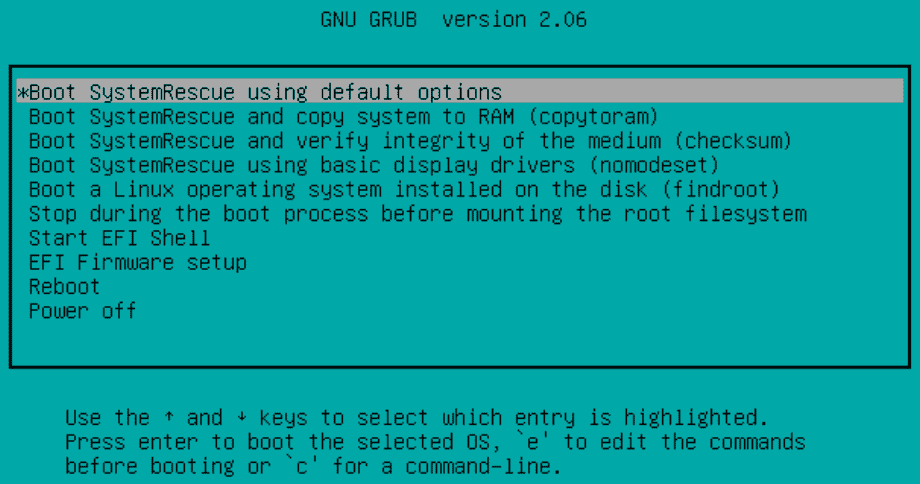 GNU GRUB  version 2.06
*Boot SystemRescue using default options
Boot SystemRescue and copy system to RAM (copytoram)
Boot SystemRescue and verify integrity of the medium (checksum)
Boot SystemRescue using basic display drivers (nomodeset)
Boot a Linux operating system installed on the disk (findroot)
Stop during the boot process before mounting the root filesystem
Start EFI Shell
EFI Firmware setup
Reboot
Power off
Use the ↑ and ↓ keys to select which entry is highlighted.
Press enter to boot the selected OS, `e' to edit the commands
before booting or `c' for a command-line.